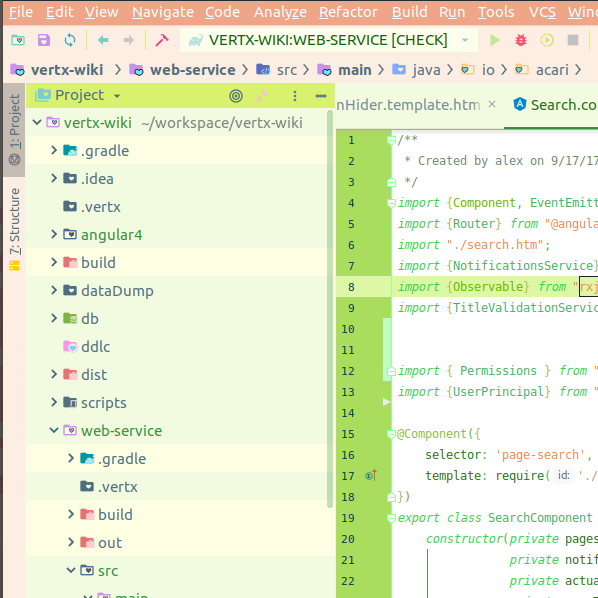 File Edit View Navigate Code Analyze Refactor Build Run Tools VCS
VERTX-WIKI:WEB-SERVICE [CHECK]
vertx-wiki web-service src main java io acari
1: Project
7: Structure
Project
vertx-wiki ~/workspace/vertx-wiki
.gradle
.idea
.vertx
angular4
build
dataDump
db
ddlc
dist
scripts
web-service
.gradle
.vertx
build
out
src
main
nHider.template.htm × Search.co
1 /**
2 * Created by alex on 9/17/17
3 */
4 import {Component, EventEmitt
5 import {Router} from "@angula
6 import "./search.htm";
7 import {NotificationsService}
8 import {Observable} from "rxj
9 import {TitleValidationServic
10
11
12 import { Permissions } from "
13 import {UserPrincipal} from "
14
15 @Component({
16 selector: 'page-search',
17 template: require( id: './
18 })
19 export class SearchComponent
20 constructor(private pages
21 private notif
22 private actua